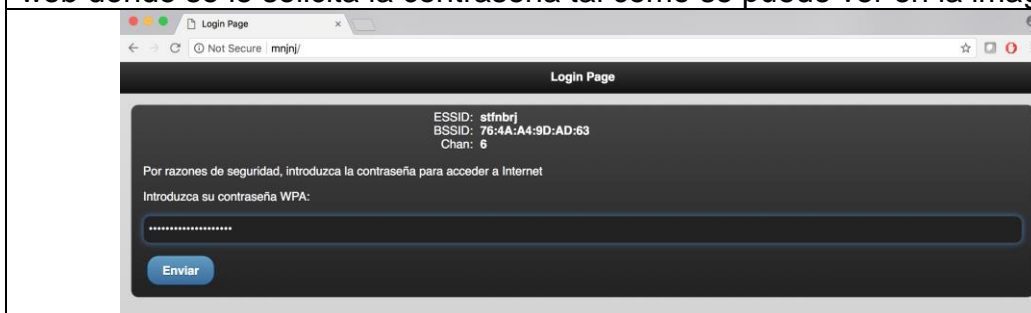 web donde se le solicita la contraseña tal como se puede ver en la imag
Login Page
Not Secure mnjnj/
Login Page
ESSID: stfnbrj
BSSID: 76:4A:A4:9D:AD:63
Chan: 6
Por razones de seguridad, introduzca la contraseña para acceder a Internet
Introduzca su contraseña WPA:
••••••••••••••••••••
Enviar